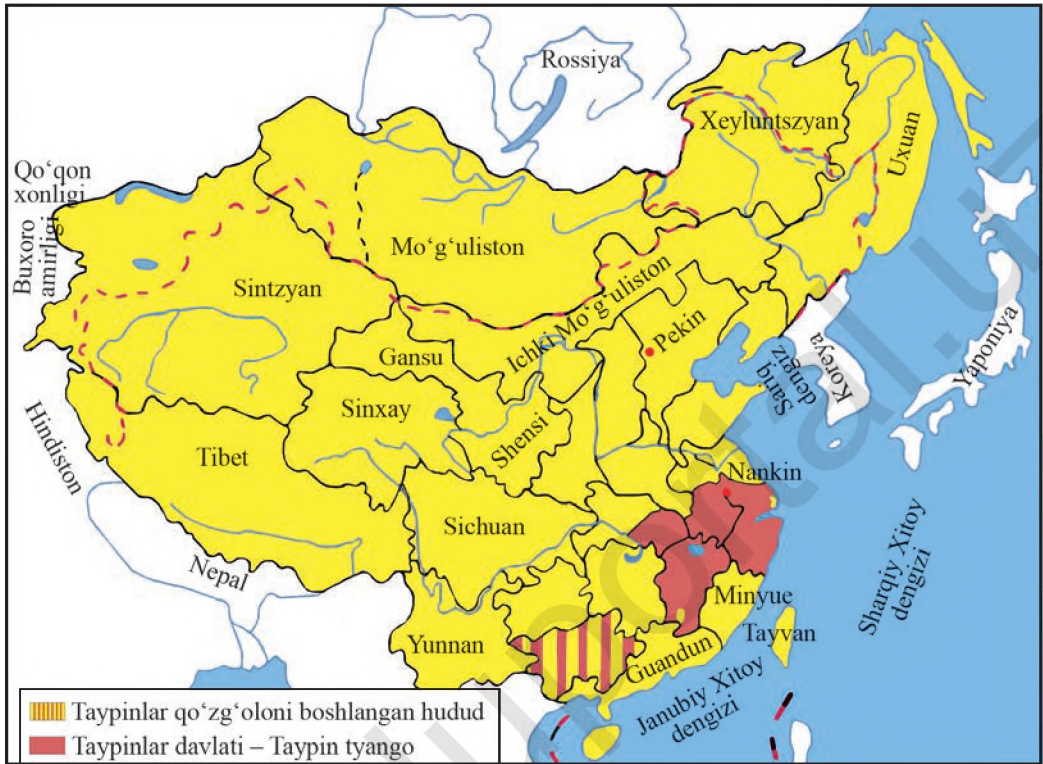 Rossiya
Xeyluntszyan
Uxuan
Qo‘qon
xonligi
Buxoro
amirligi
Mo‘g‘uliston
Sintzyan
Ichki Mo‘g‘uliston
Pekin
Gansu
Sinxay
Shensi
Sariq
dengiz
Koreya
Yaponiya
Hindiston
Tibet
Nankin
Sichuan
Nepal
Minyue
Tayvan
Sharqiy Xitoy
dengizi
Yunnan
Guandun
Janubiy Xitoy
dengizi
Taypinlar qo‘zg‘oloni boshlangan hudud
Taypinlar davlati – Taypin tyango